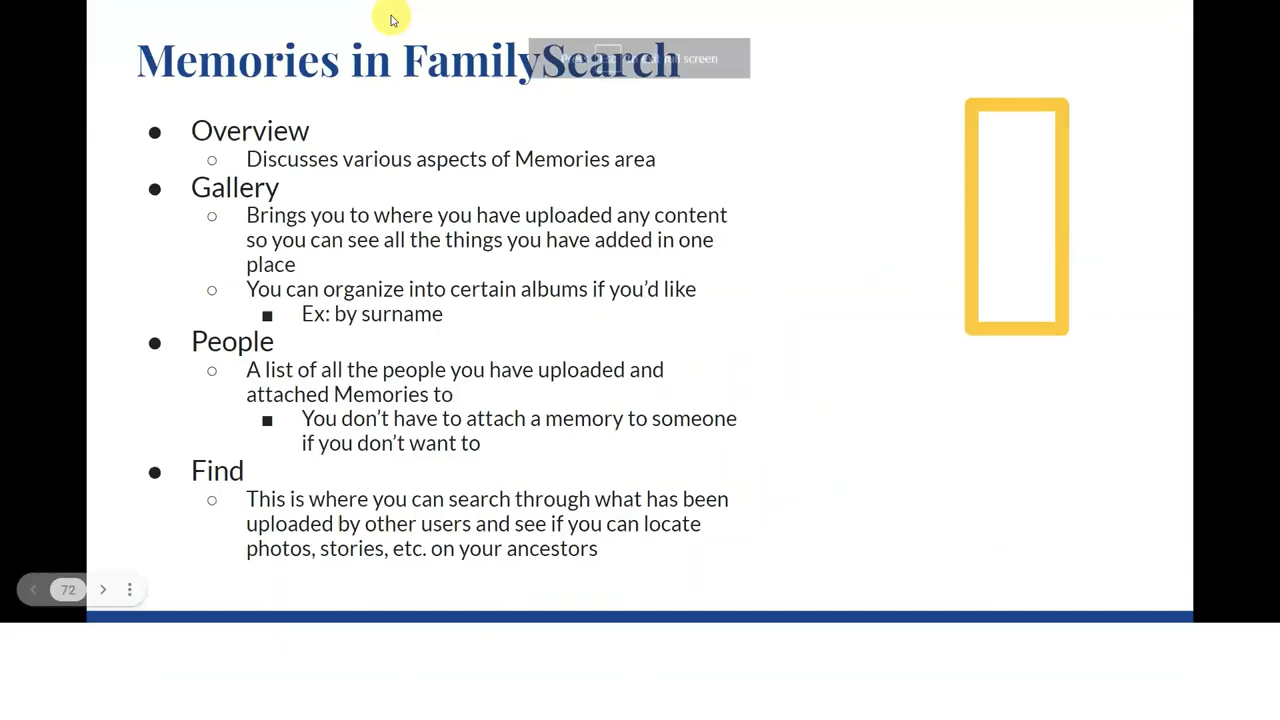 Memories in FamilySearch
full screen
● Overview
○ Discusses various aspects of Memories area
● Gallery
○ Brings you to where you have uploaded any content
so you can see all the things you have added in one
place
○ You can organize into certain albums if you’d like
■ Ex: by surname
● People
○ A list of all the people you have uploaded and
attached Memories to
■ You don’t have to attach a memory to someone
if you don’t want to
● Find
○ This is where you can search through what has been
uploaded by other users and see if you can locate
photos, stories, etc. on your ancestors
72